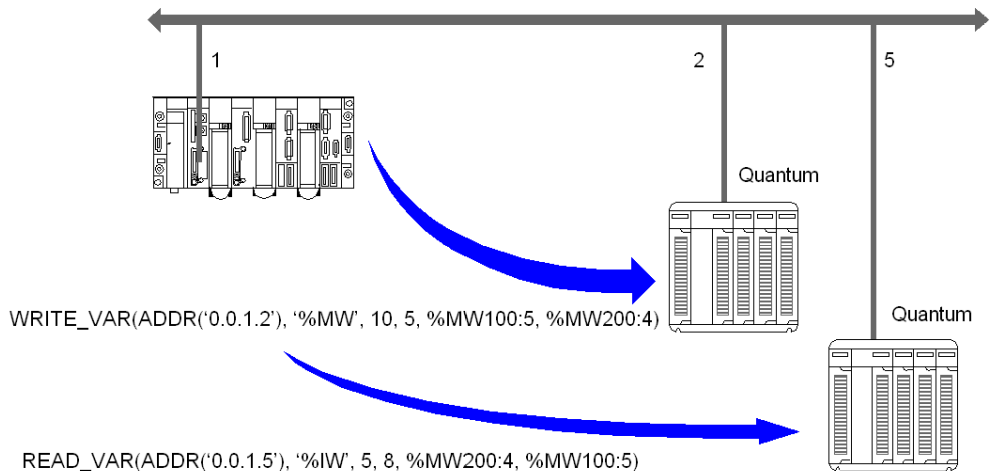 1
2
5
Quantum
WRITE_VAR(ADDR(‘0.0.1.2’), ‘%MW’, 10, 5, %MW100:5, %MW200:4)
Quantum
READ_VAR(ADDR(‘0.0.1.5’), ‘%IW’, 5, 8, %MW200:4, %MW100:5)